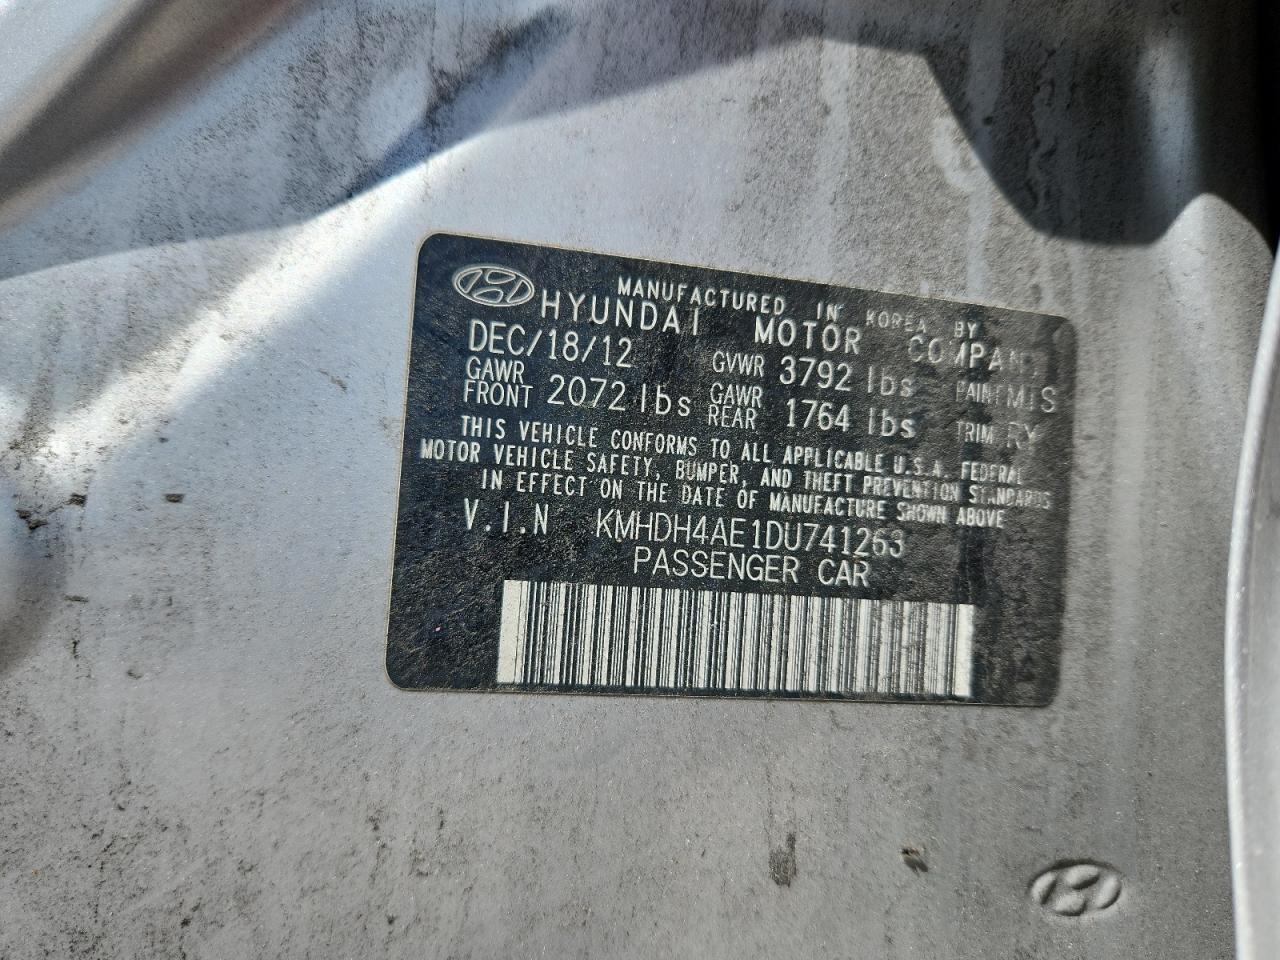 MANUFACTURED IN KOREA BY
HYUNDAI MOTOR COMPANY
DEC/18/12 GVWR 3792 lbs PAINT MIS
GAWR FRONT 2072 lbs GAWR REAR 1764 lbs TRIM RY
THIS VEHICLE CONFORMS TO ALL APPLICABLE U.S.A. FEDERAL
MOTOR VEHICLE SAFETY, BUMPER, AND THEFT PREVENTION STANDARDS
IN EFFECT ON THE DATE OF MANUFACTURE SHOWN ABOVE
V.I.N KMHDH4AE1DU741263
PASSENGER CAR